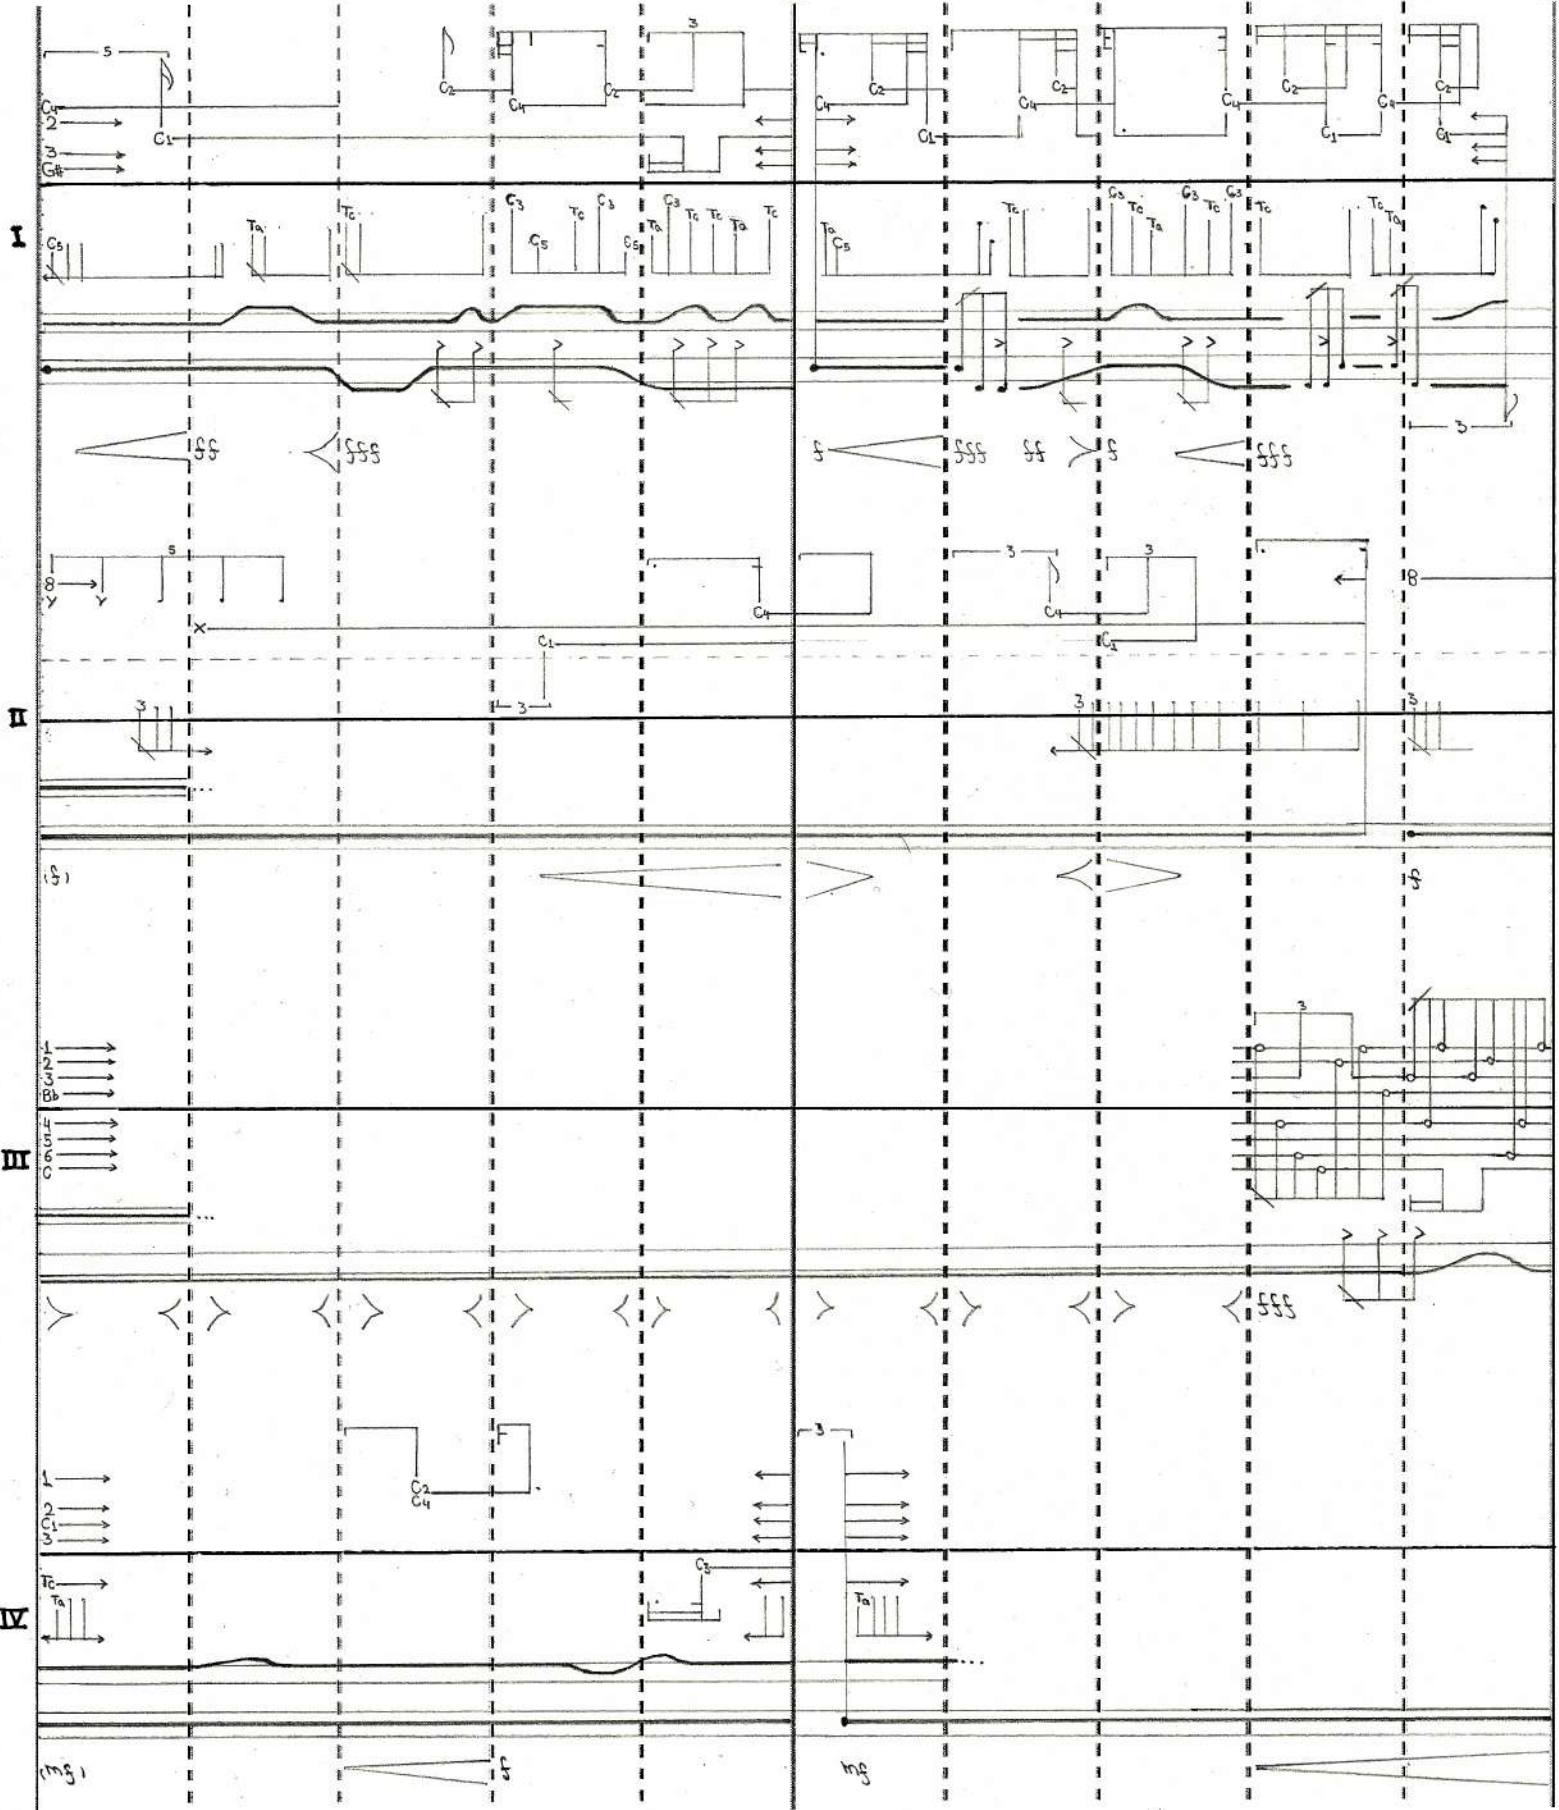 5 3
C2 C2 C4 C2 C2 C2 C2
C4 C4 C4 C4 C4 C4
2
C1 C1 C1 C1
3
G#
I
Tc C3 C3 C3 Tc C3 C3 C3 Tc Tc
C5 Ta Tc Ta Tc Tc Ta Ta Tc Tc Ta
C5 C5 C5
> > > > > > > > > > > >
3
ff fff f fff ff f fff
5 3 3
8 8
C4 C4
x
C1 C1
3 3 3 3
II
...
(f) f
3
1
2
3
Bb
4
5
6
C
III
...
> > >
fff
3
1
C2
C4
2
C1
3
C3
Tc
Ta Ta
IV
...
(mf) f mf